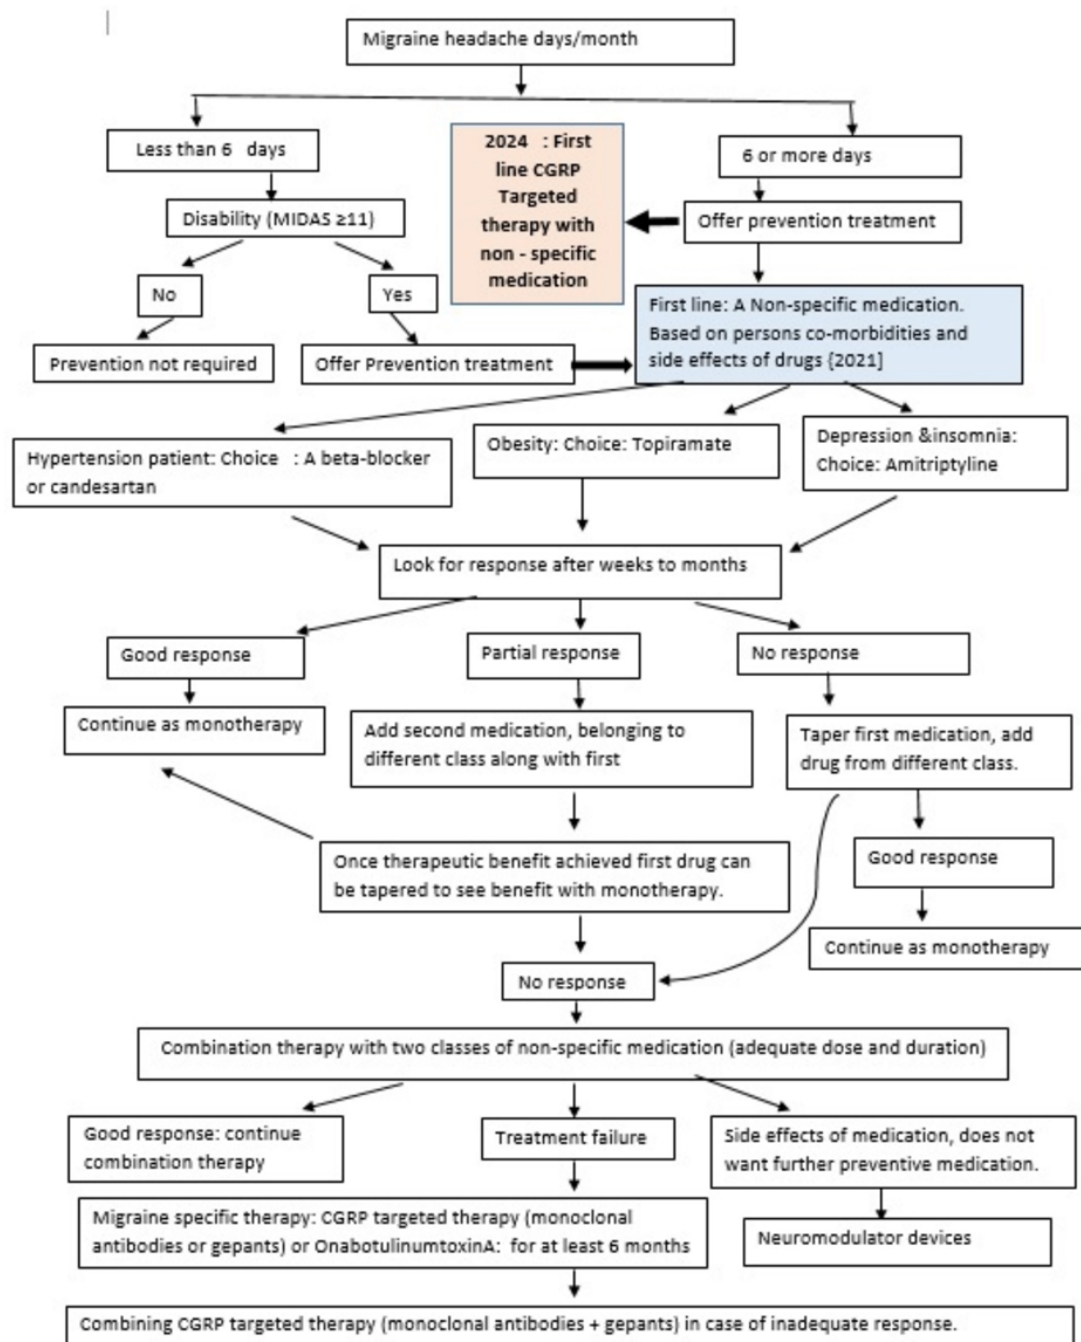 Migraine headache days/month
Less than 6 days
2024 : First
line CGRP
Targeted
therapy with
non - specific
medication
6 or more days
Disability (MIDAS ≥11)
Offer prevention treatment
No
Yes
First line: A Non-specific medication.
Based on persons co-morbidities and
side effects of drugs {2021]
Prevention not required
Offer Prevention treatment
Hypertension patient: Choice : A beta-blocker
or candesartan
Obesity: Choice: Topiramate
Depression &insomnia:
Choice: Amitriptyline
Look for response after weeks to months
Good response
Partial response
No response
Continue as monotherapy
Add second medication, belonging to
different class along with first
Taper first medication, add
drug from different class.
Once therapeutic benefit achieved first drug can
be tapered to see benefit with monotherapy.
Good response
Continue as monotherapy
No response
Combination therapy with two classes of non-specific medication (adequate dose and duration)
Good response: continue
combination therapy
Treatment failure
Side effects of medication, does not
want further preventive medication.
Migraine specific therapy: CGRP targeted therapy (monoclonal
antibodies or gepants) or OnabotulinumtoxinA: for at least 6 months
Neuromodulator devices
Combining CGRP targeted therapy (monoclonal antibodies + gepants) in case of inadequate response.